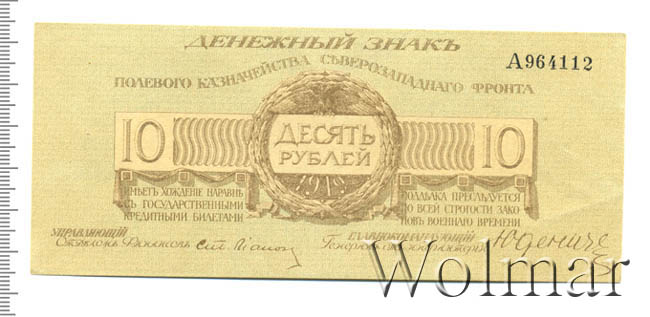 ДЕНЕЖНЫЙ ЗНАКЪ
А964112
ПОЛЕВОГО КАЗНАЧЕЙСТВА СѢВЕРОЗАПАДНАГО ФРОНТА
10
ДЕСЯТЬ
РУБЛЕЙ
1919
10
ИМѢЕТЪ ХОЖДЕНІЕ НАРАВНѢ
СЪ ГОСУДАРСТВЕННЫМИ
КРЕДИТНЫМИ БИЛЕТАМИ
ПОДДѢЛКА ПРЕСЛѢДУЕТСЯ
ПО ВСЕЙ СТРОГОСТИ ЗАКО
НОВЪ ВОЕННАГО ВРЕМЕНИ
УПРАВЛЯЮЩІЙ
ГЛАВНОКОМАНДУЮЩІЙ
Юденичъ
Wolmar